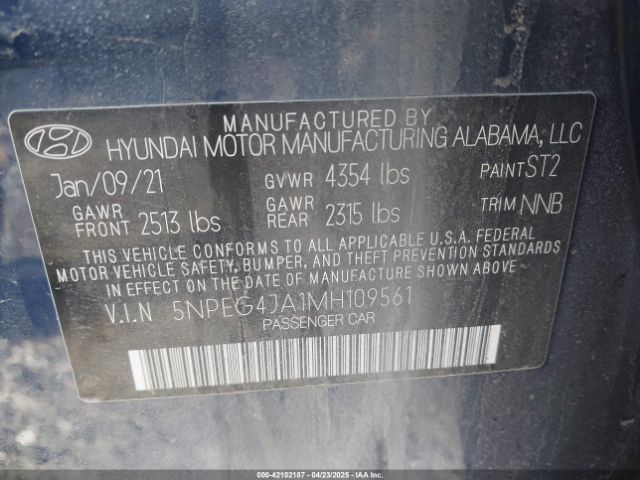 MANUFACTURED BY
HYUNDAI MOTOR MANUFACTURING ALABAMA, LLC
Jan/09/21 GVWR 4354 lbs PAINT ST2
GAWR FRONT 2513 lbs GAWR REAR 2315 lbs TRIM NNB
THIS VEHICLE CONFORMS TO ALL APPLICABLE U.S.A. FEDERAL
MOTOR VEHICLE SAFETY, BUMPER, AND THEFT PREVENTION STANDARDS
IN EFFECT ON THE DATE OF MANUFACTURE SHOWN ABOVE.
V.I.N 5NPEG4JA1MH109561
PASSENGER CAR
000-42102187 04/23/2025 IAA Inc. (C)